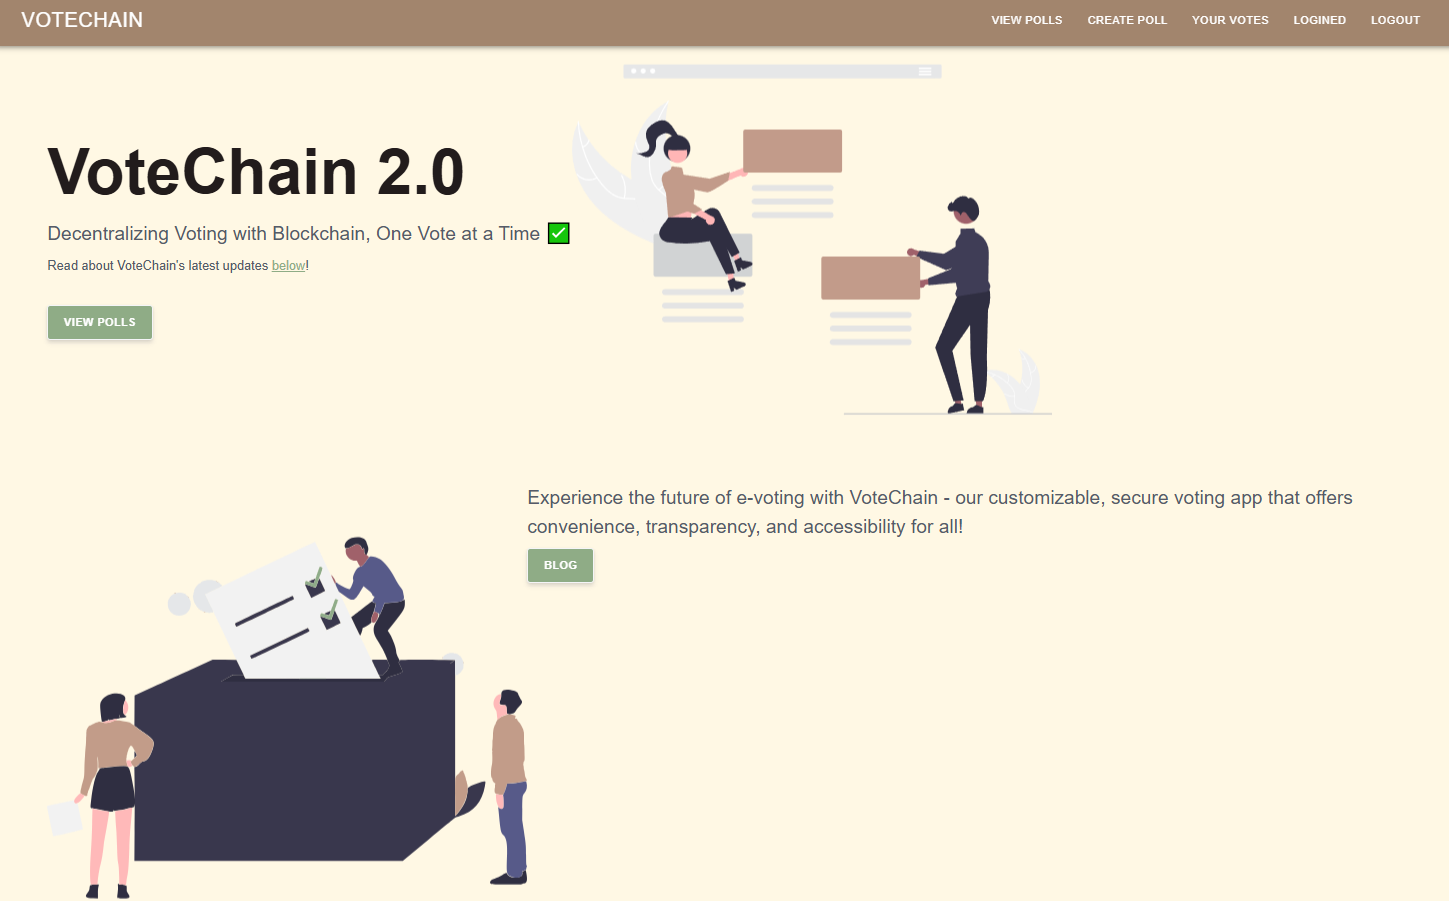 VOTECHAIN
VIEW POLLS CREATE POLL YOUR VOTES LOGINED LOGOUT
VoteChain 2.0
Decentralizing Voting with Blockchain, One Vote at a Time ✅
Read about VoteChain's latest updates below!
VIEW POLLS
Experience the future of e-voting with VoteChain - our customizable, secure voting app that offers
convenience, transparency, and accessibility for all!
BLOG